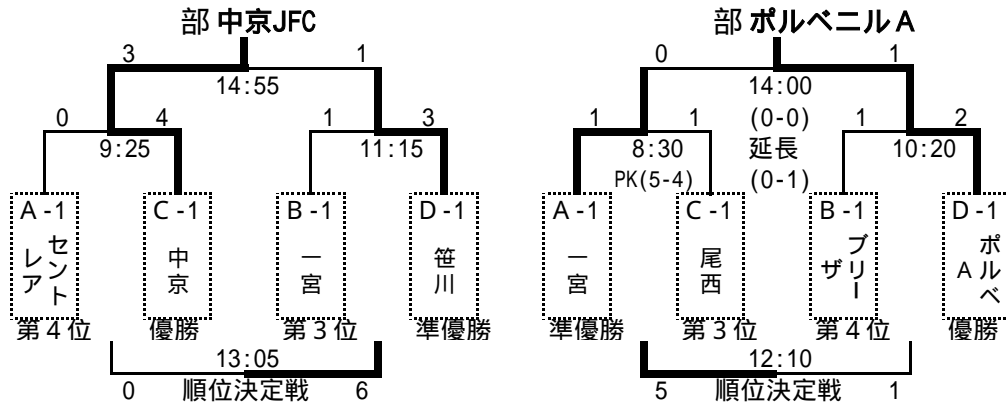 部 中京JFC
3 1
14:55
0 4 1 3
9:25 11:15
A-1 C-1 B-1 D-1
セントレア 中京 一宮 笹川
第4位 優勝 第3位 準優勝
13:05
0 順位決定戦 6
部 ポルベニルA
0 1
14:00
1 1 (0-0) 1 2
8:30 延長 10:20
PK(5-4) (0-1)
A-1 C-1 B-1 D-1
一宮 尾西 ブリーザ ポルベA
準優勝 第3位 第4位 優勝
12:10
5 順位決定戦 1